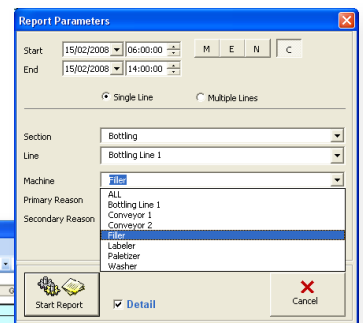 Report Parameters
Start 15/02/2008 06:00:00 M E N C
End 15/02/2008 14:00:00
Single Line Multiple Lines
Section Bottling
Line Bottling Line 1
Machine Filler
Primary Reason
Secondary Reason
ALL
Bottling Line 1
Conveyor 1
Conveyor 2
Filler
Labeler
Paletizer
Washer
Start Report
Detail
Cancel